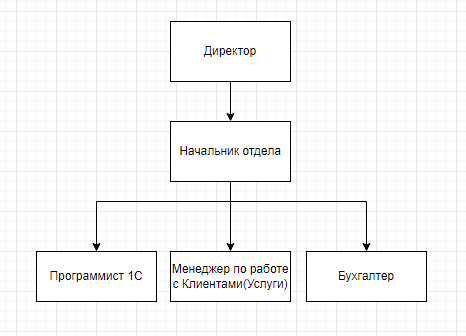 Директор
Начальник отдела
Программист 1С
Менеджер по работе
с Клиентами(Услуги)
Бухгалтер